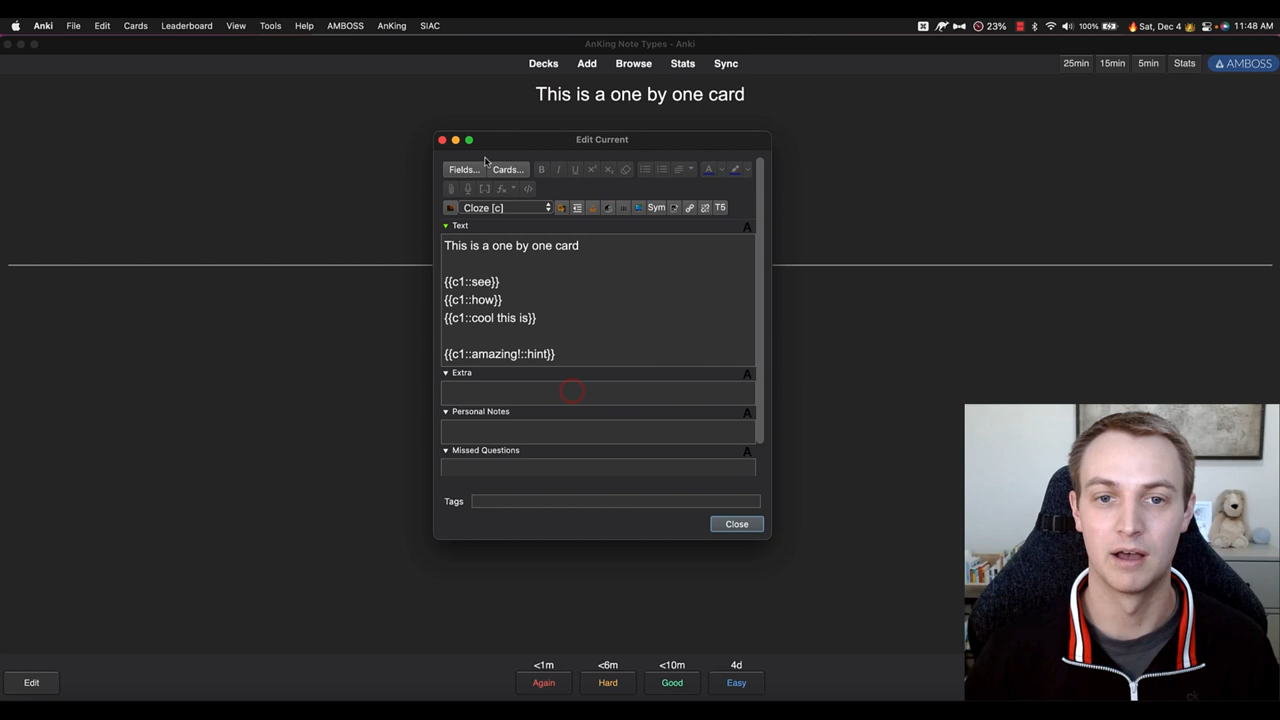 Anki File Edit Cards Leaderboard View Tools Help AMBOSS AnKing SIAC 23% 100% Sat, Dec 4 11:48 AM
AnKing Note Types - Anki
Decks Add Browse Stats Sync 25min 15min 5min Stats AMBOSS
This is a one by one card
Edit Current
Fields... Cards... B I U X² X₂ A
fx </>
Cloze [c] Sym T5
Text A
This is a one by one card
{{c1::see}}
{{c1::how}}
{{c1::cool this is}}
{{c1::amazing!::hint}}
Extra A
Personal Notes A
Missed Questions A
Tags
Close
<1m <6m <10m 4d
Edit Again Hard Good Easy